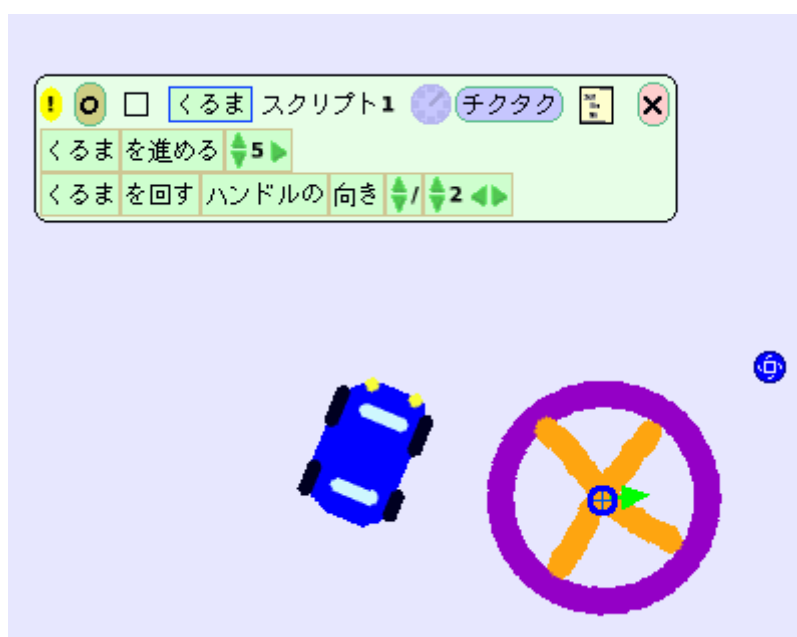 ! くるま スクリプト1 チクタク
くるま を進める 5
くるま を回す ハンドルの 向き / 2